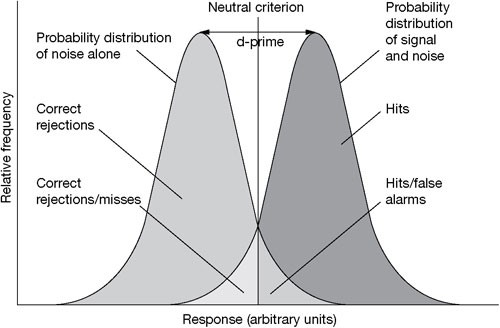 Neutral criterion
Probability
distribution
of signal
and noise
d-prime
Probability distribution
of noise alone
Correct
rejections
Hits
Correct
rejections/misses
Hits/false
alarms
Relative frequency
Response (arbitrary units)